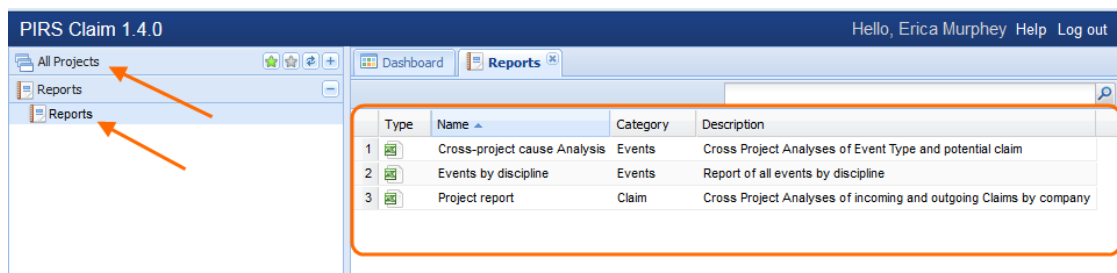 PIRS Claim 1.4.0
Hello, Erica Murphey Help Log out
All Projects
Reports
Reports
Dashboard Reports
Type Name Category Description
1 Cross-project cause Analysis Events Cross Project Analyses of Event Type and potential claim
2 Events by discipline Events Report of all events by discipline
3 Project report Claim Cross Project Analyses of incoming and outgoing Claims by company